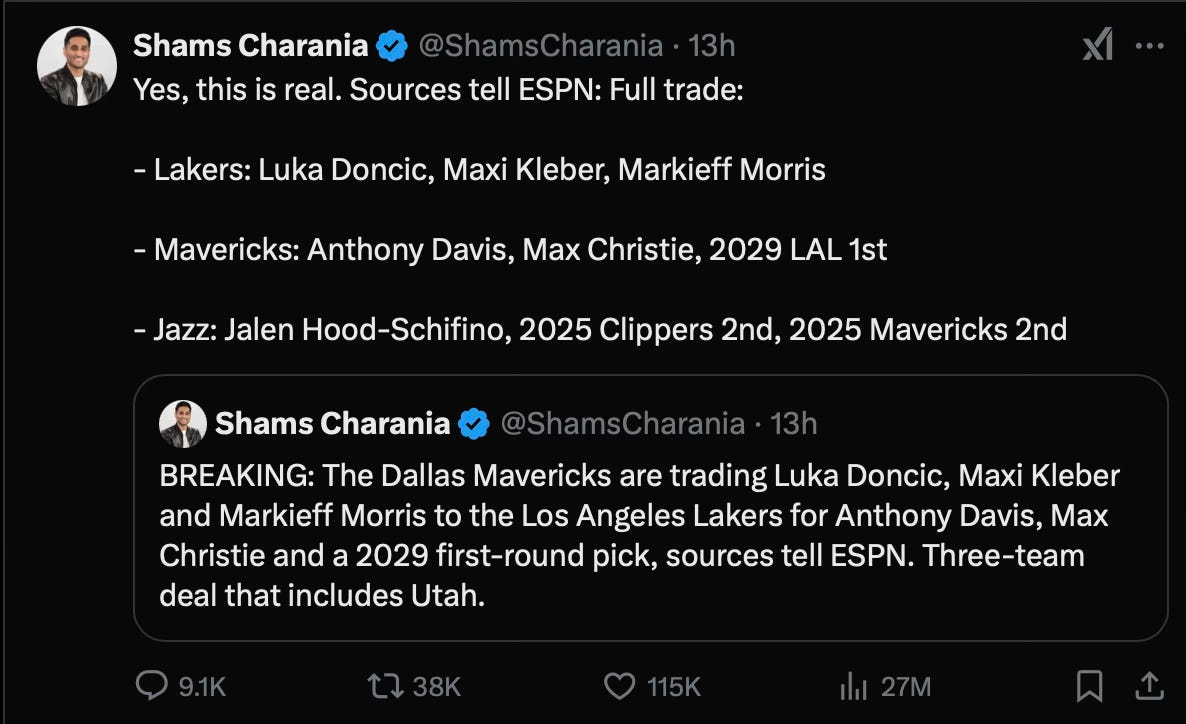 Shams Charania @ShamsCharania · 13h
Yes, this is real. Sources tell ESPN: Full trade:
- Lakers: Luka Doncic, Maxi Kleber, Markieff Morris
- Mavericks: Anthony Davis, Max Christie, 2029 LAL 1st
- Jazz: Jalen Hood-Schifino, 2025 Clippers 2nd, 2025 Mavericks 2nd
Shams Charania @ShamsCharania · 13h
BREAKING: The Dallas Mavericks are trading Luka Doncic, Maxi Kleber
and Markieff Morris to the Los Angeles Lakers for Anthony Davis, Max
Christie and a 2029 first-round pick, sources tell ESPN. Three-team
deal that includes Utah.
9.1K 38K 115K 27M